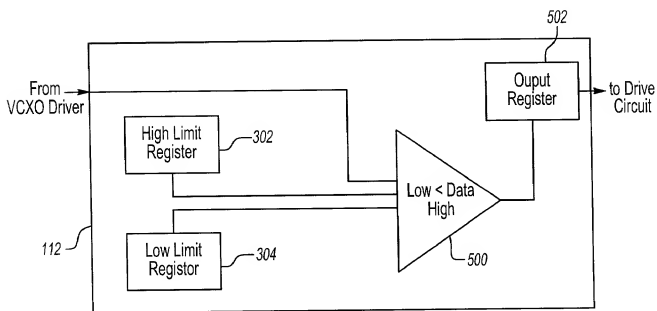 502
From
VCXO Driver
Ouput
Register
to Drive
Circuit
High Limit
Register
302
Low < Data
High
Low Limit
Registor
304
112
500